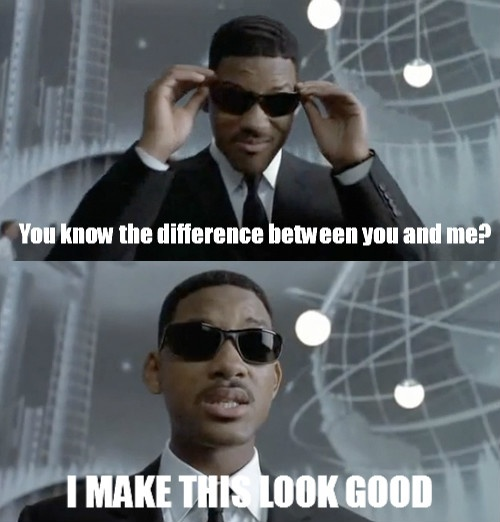 You know the difference between you and me?
I MAKE THIS LOOK GOOD